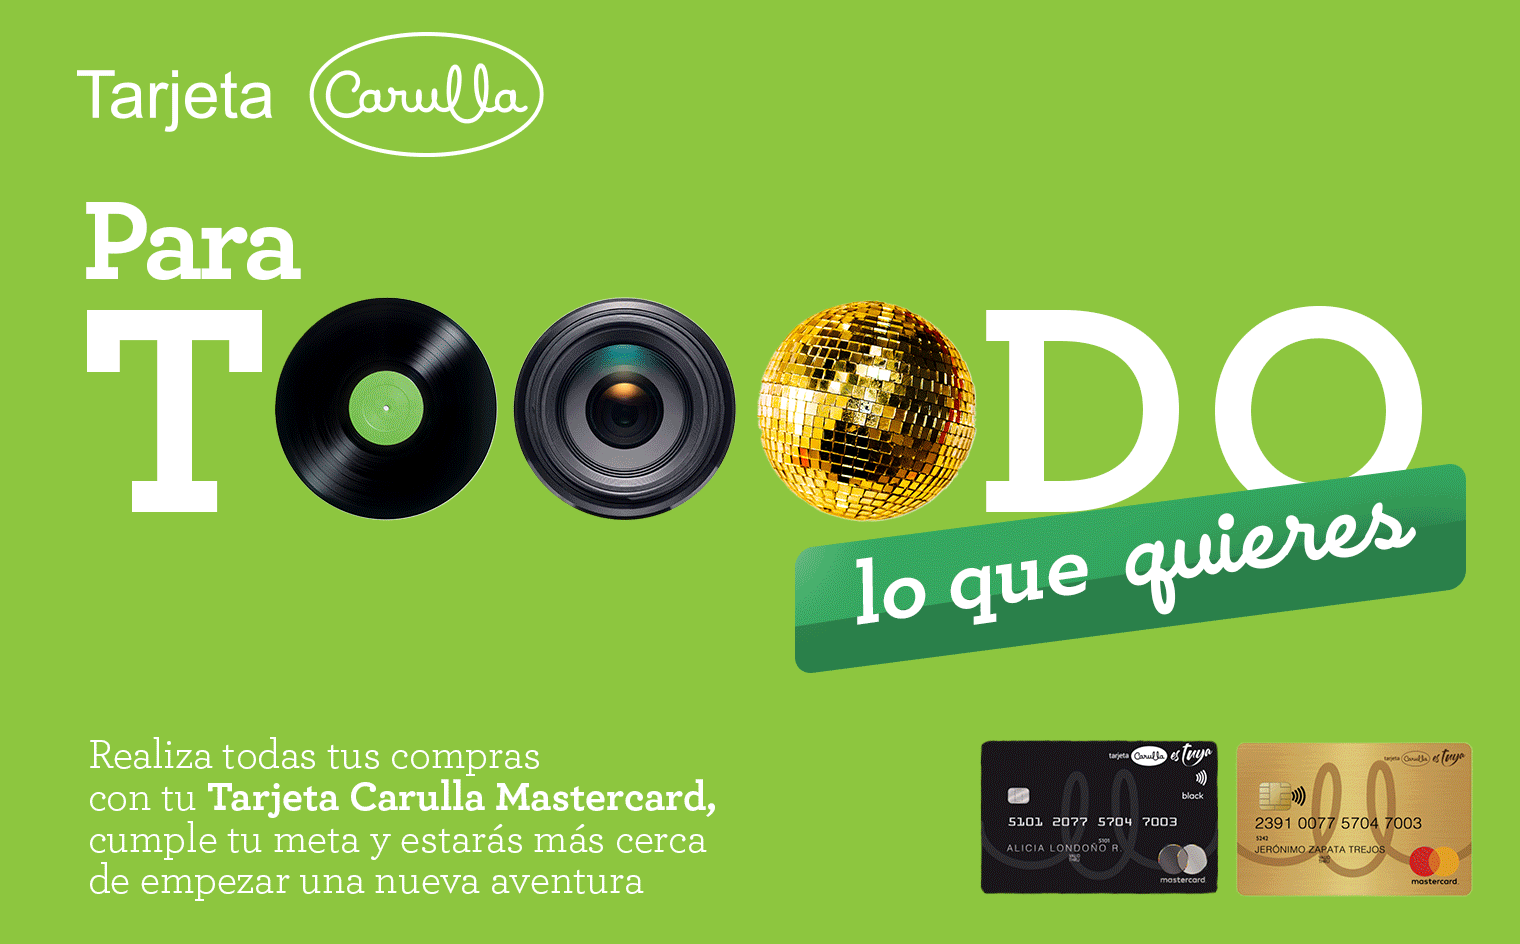 Tarjeta Carulla
Para
TOOODO
lo que quieres
Realiza todas tus compras
con tu Tarjeta Carulla Mastercard,
cumple tu meta y estarás más cerca
de empezar una nueva aventura
tarjeta Carulla es tuya
black
5101 2077 5704 7003
5101
ALICIA LONDOÑO R.
mastercard
tarjeta Carulla es tuya
2391 0077 5704 7003
5242
JERÓNIMO ZAPATA TREJOS
mastercard